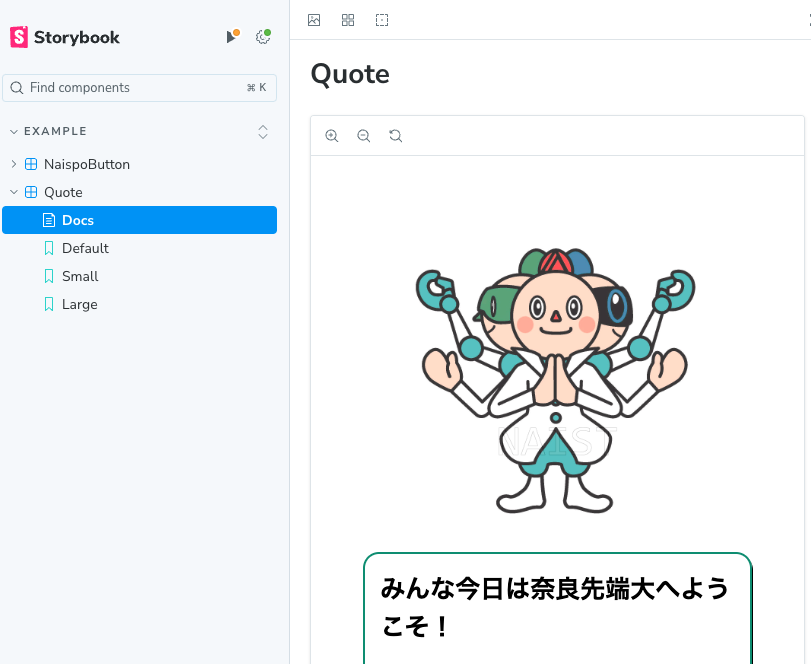 Storybook
Find components
⌘ K
EXAMPLE
NaispoButton
Quote
Docs
Default
Small
Large
Quote
NAIST
みんな今日は奈良先端大へよう
こそ！